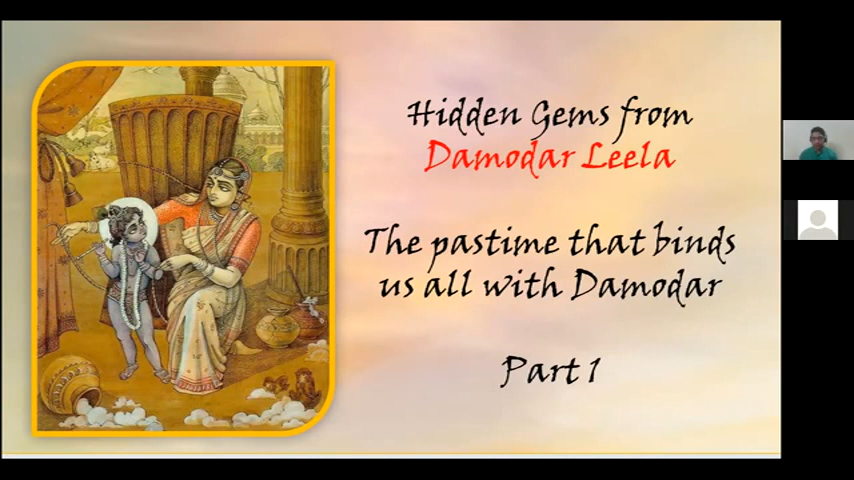 Hidden Gems from
Damodar Leela
The pastime that binds
us all with Damodar
Part 1